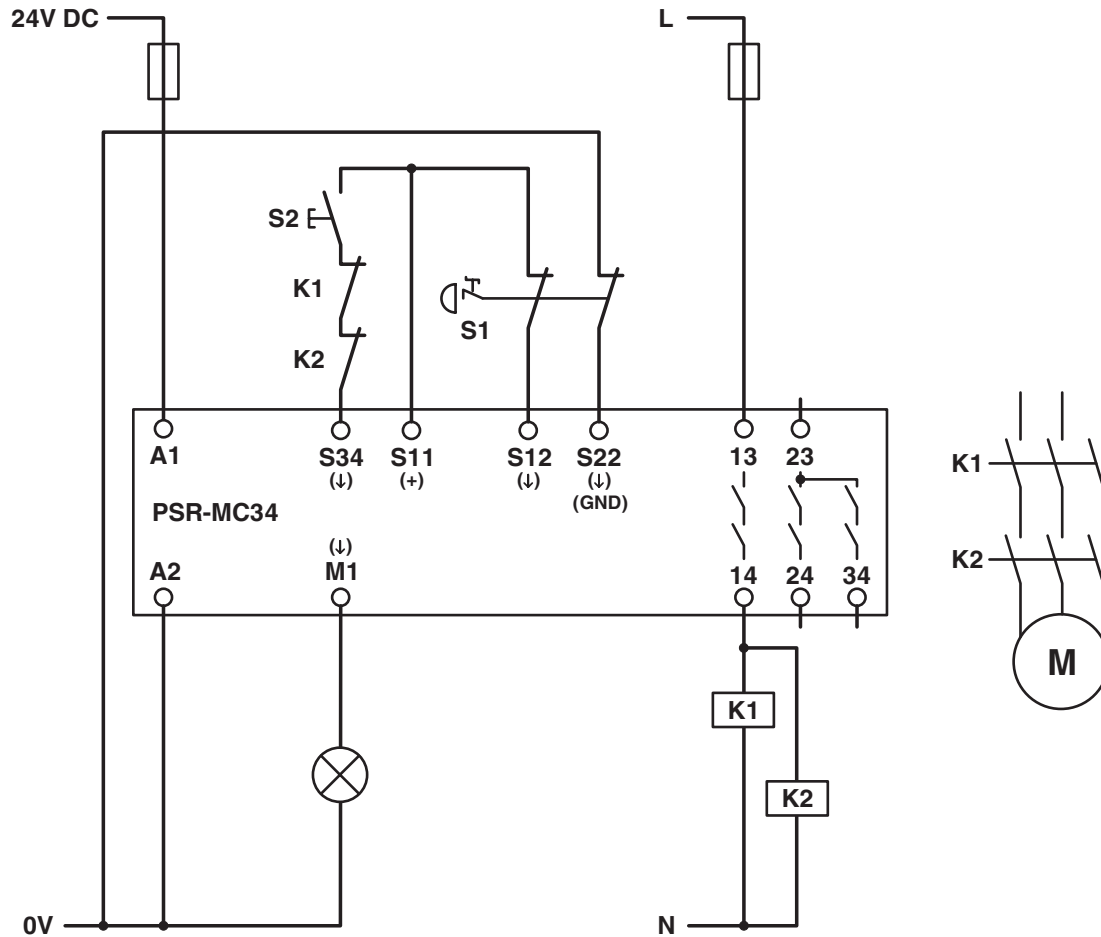 24V DC
L
S2
K1
S1
K2
A1
S34
S11
S12
S22
13
23
(↓)
(+)
(↓)
(↓)
(GND)
PSR-MC34
(↓)
A2
M1
14
24
34
K1
K2
M
K1
K2
0V
N